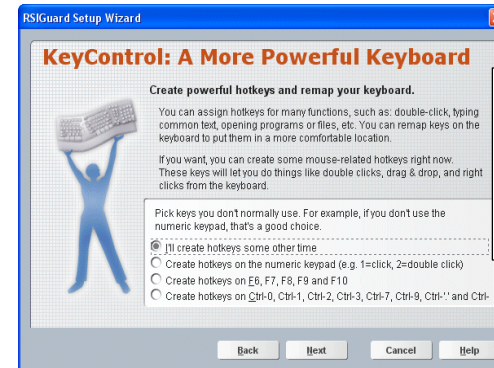 RSIGuard Setup Wizard
KeyControl: A More Powerful Keyboard
Create powerful hotkeys and remap your keyboard.
You can assign hotkeys for many functions, such as: double-click, typing
common text, opening programs or files, etc. You can remap keys on the
keyboard to put them in a more comfortable location.
If you want, you can create some mouse-related hotkeys right now.
These keys will let you do things like double clicks, drag & drop, and right
clicks from the keyboard.
Pick keys you don't normally use. For example, if you don't use the
numeric keypad, that's a good choice.
I'll create hotkeys some other time
Create hotkeys on the numeric keypad (e.g. 1=click, 2=double click)
Create hotkeys on F6, F7, F8, F9 and F10
Create hotkeys on Ctrl-0, Ctrl-1, Ctrl-2, Ctrl-3, Ctrl-7, Ctrl-9, Ctrl-'.' and Ctrl-
Back Next Cancel Help